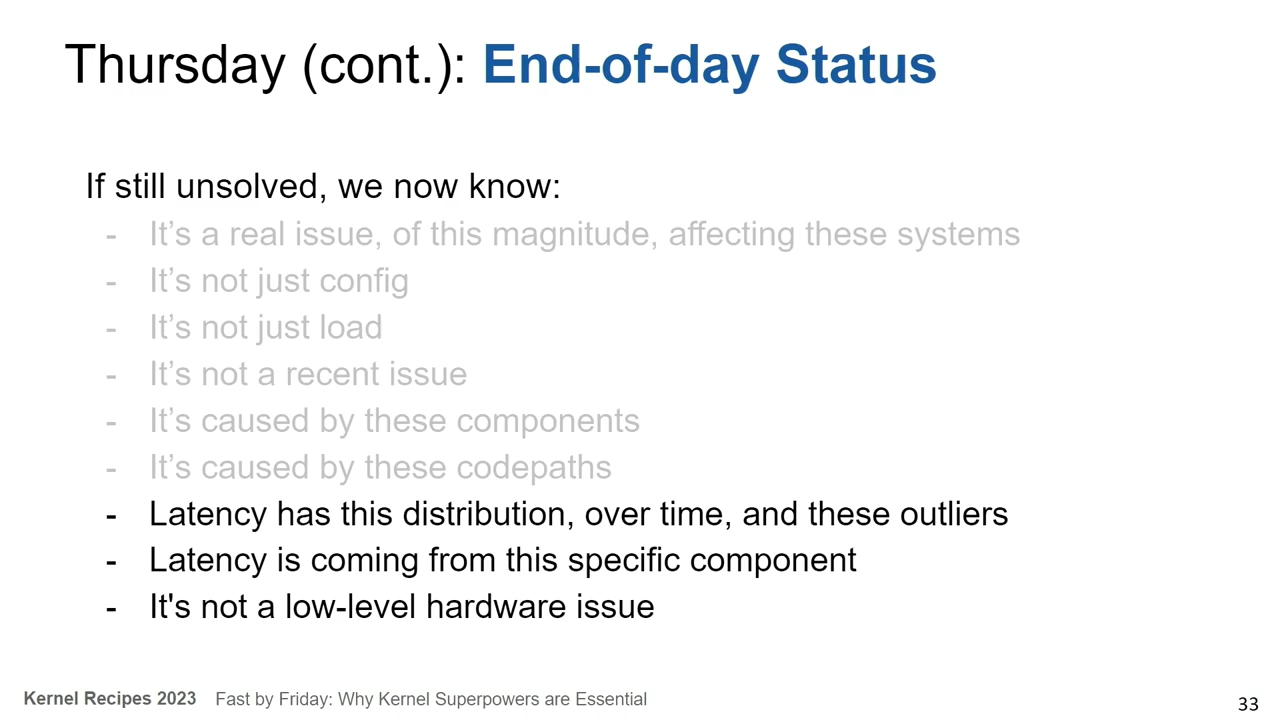 Thursday (cont.): End-of-day Status
If still unsolved, we now know:
- It’s a real issue, of this magnitude, affecting these systems
- It’s not just config
- It’s not just load
- It’s not a recent issue
- It’s caused by these components
- It’s caused by these codepaths
- Latency has this distribution, over time, and these outliers
- Latency is coming from this specific component
- It's not a low-level hardware issue
Kernel Recipes 2023 Fast by Friday: Why Kernel Superpowers are Essential
33